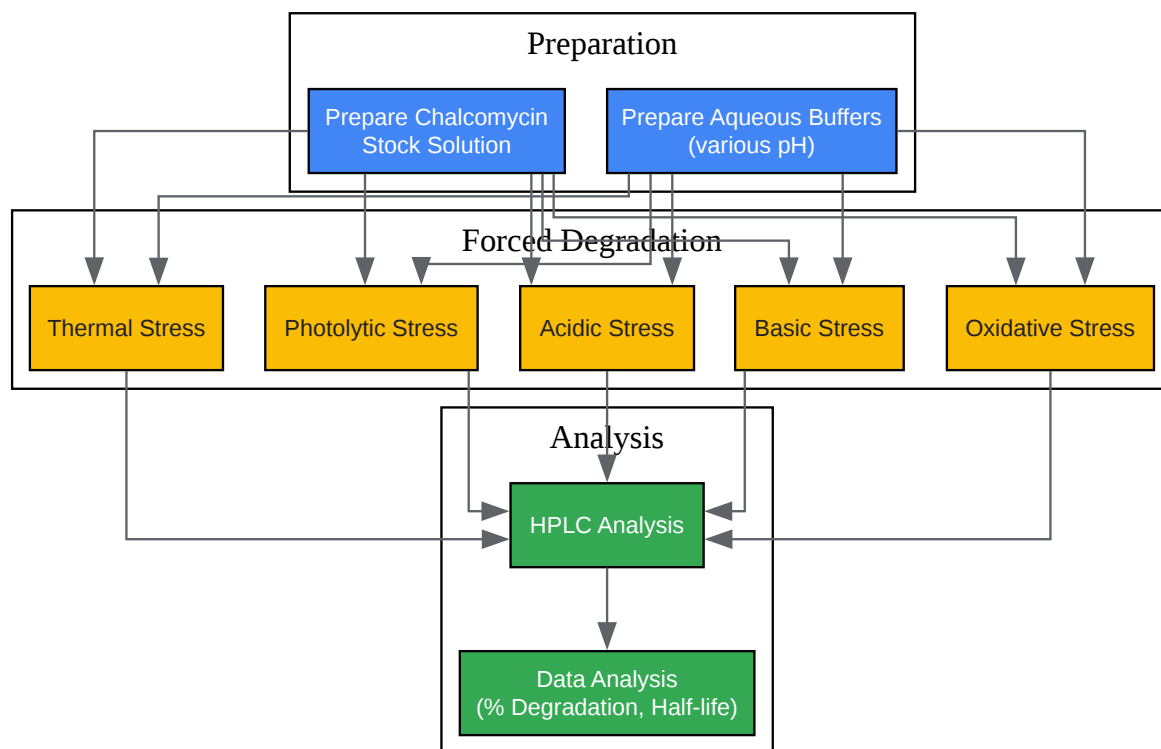 Preparation
Prepare Chalcomycin
Stock Solution
Prepare Aqueous Buffers
(various pH)
Forced Degradation
Thermal Stress
Photolytic Stress
Acidic Stress
Basic Stress
Oxidative Stress
Analysis
HPLC Analysis
Data Analysis
(% Degradation, Half-life)